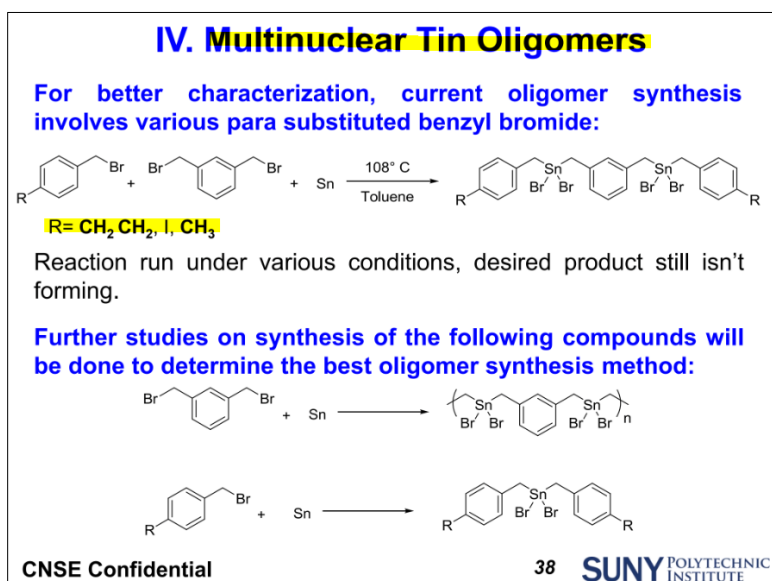 IV. Multinuclear Tin Oligomers
For better characterization, current oligomer synthesis
involves various para substituted benzyl bromide:
Br Br Br 108° C Sn Sn
R + + Sn Toluene R Br Br Br Br R
R= CH2 CH2, I, CH3
Reaction run under various conditions, desired product still isn't
forming.
Further studies on synthesis of the following compounds will
be done to determine the best oligomer synthesis method:
Br Br + Sn Sn Sn
Br Br Br Br n
Br Sn
R + Sn R Br Br R
CNSE Confidential 38 SUNY POLYTECHNIC
INSTITUTE